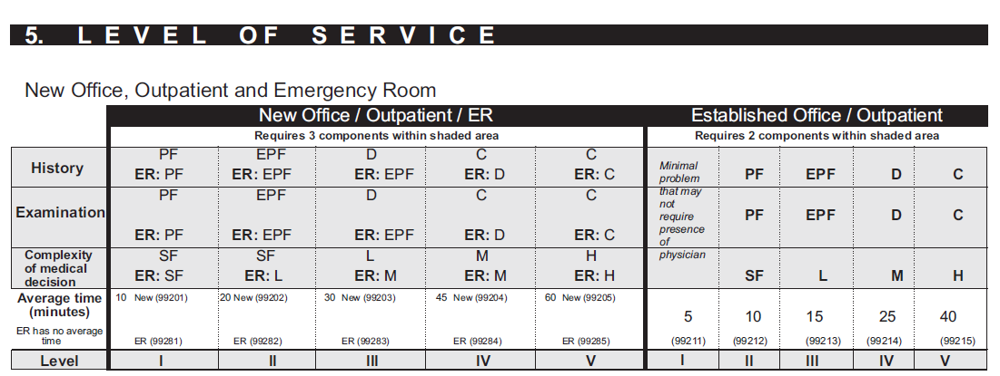 5. LEVEL OF SERVICE
New Office, Outpatient and Emergency Room
New Office / Outpatient / ER Established Office / Outpatient
Requires 3 components within shaded area Requires 2 components within shaded area
History
PF EPF D C C
ER: PF ER: EPF ER: EPF ER: D ER: C
Minimal
problem
that may
not
require
presence
of
physician
PF EPF D C
Examination
PF EPF D C C
ER: PF ER: EPF ER: EPF ER: D ER: C
PF EPF D C
Complexity
of medical
decision
SF SF L M H
ER: SF ER: L ER: M ER: M ER: H
SF L M H
Average time
(minutes)
ER has no average
time
10 New (99201) 20 New (99202) 30 New (99203) 45 New (99204) 60 New (99205)
5 10 15 25 40
ER (99281) ER (99282) ER (99283) ER (99284) ER (99285) (99211) (99212) (99213) (99214) (99215)
Level I II III IV V I II III IV V